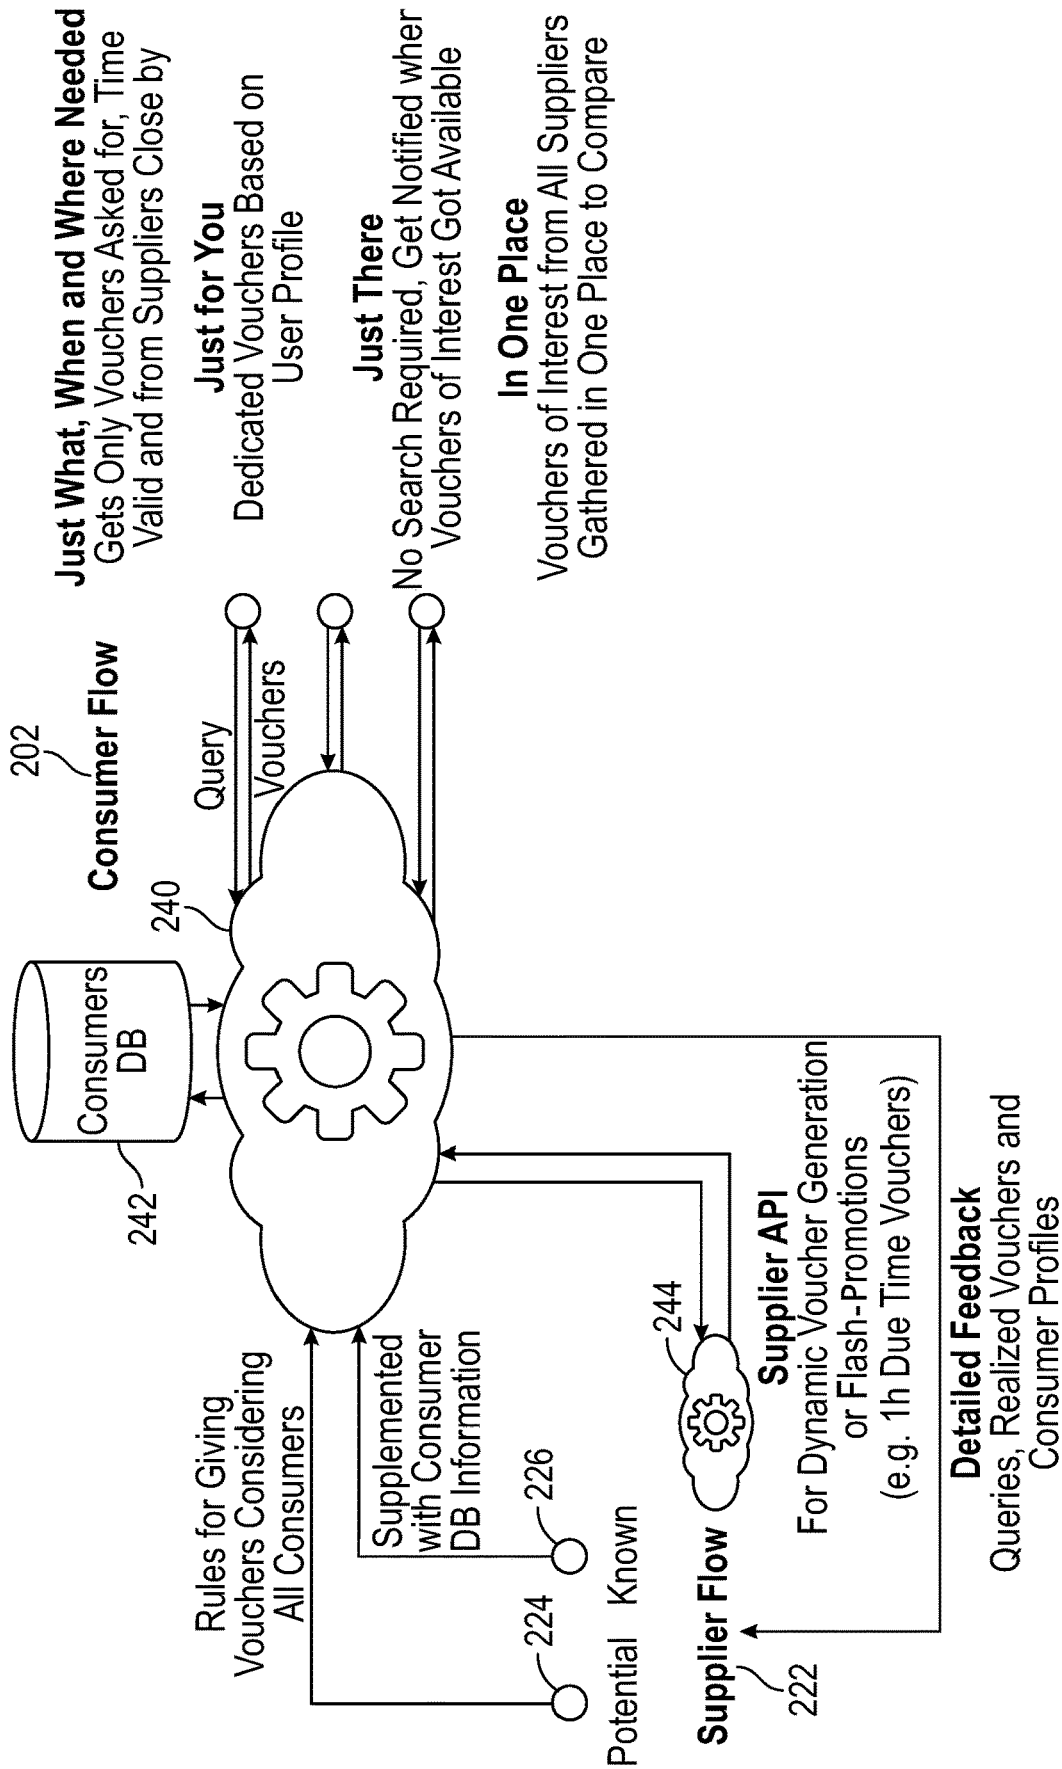 202
Consumer Flow
Just What, When and Where Needed
Gets Only Vouchers Asked for, Time
Valid and from Suppliers Close by
Just for You
Dedicated Vouchers Based on
User Profile
Just There
No Search Required, Get Notified wher
Vouchers of Interest Got Available
In One Place
Vouchers of Interest from All Suppliers
Gathered in One Place to Compare
Query
Vouchers
240
Consumers
DB
242
Rules for Giving
Vouchers Considering
All Consumers
Supplemented
with Consumer
DB Information
224
226
Potential
Known
Supplier Flow
222
244
Supplier API
For Dynamic Voucher Generation
or Flash-Promotions
(e.g. 1h Due Time Vouchers)
Detailed Feedback
Queries, Realized Vouchers and
Consumer Profiles